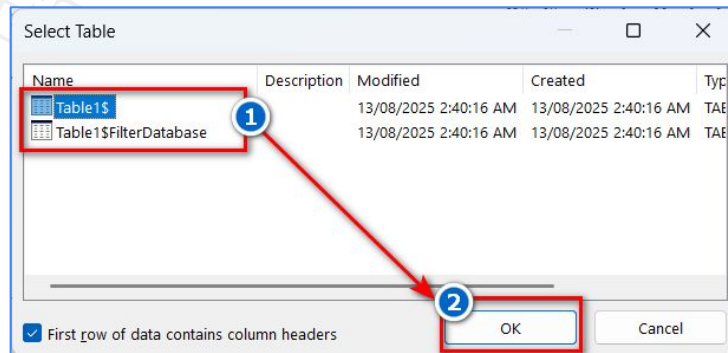 Select Table
Name Description Modified Created Typ
Table1$ 13/08/2025 2:40:16 AM 13/08/2025 2:40:16 AM TAE
Table1$FilterDatabase 13/08/2025 2:40:16 AM 13/08/2025 2:40:16 AM TAE
1
2
First row of data contains column headers OK Cancel